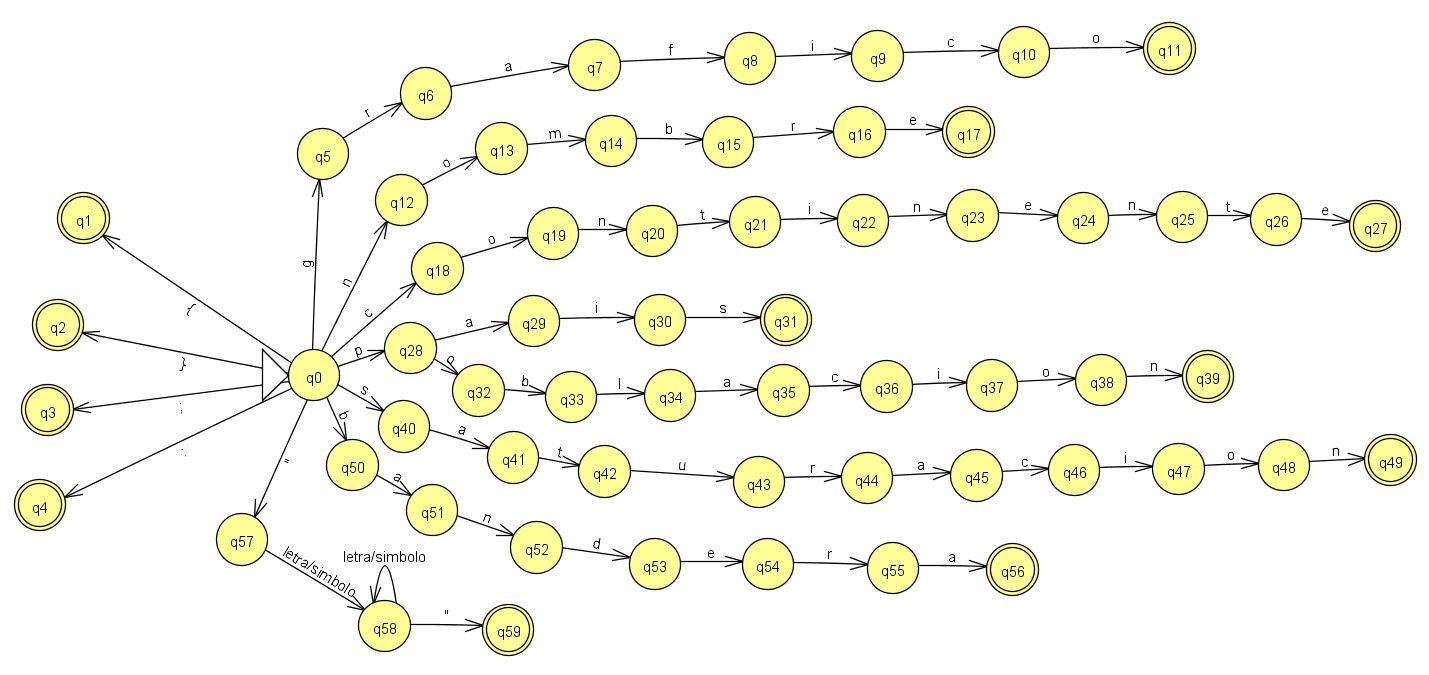 q5 r q6 a q7 f q8 i q9 c q10 o q11
q12 o q13 m q14 b q15 r q16 e q17
q18 o q19 n q20 t q21 i q22 n q23 e q24 n q25 t q26 e q27
q1 { g n c
q2 } q0 p q28 a q29 i q30 s q31
o q32 b q33 l q34 a q35 c q36 i q37 o q38 n q39
q3 ; s q40 a q41 t q42 u q43 r q44 a q45 c q46 i q47 o q48 n q49
q4 : b q50 a q51 n q52 d q53 e q54 r q55 a q56
" q57 letra/simbolo
letra/simbolo
q58 " q59